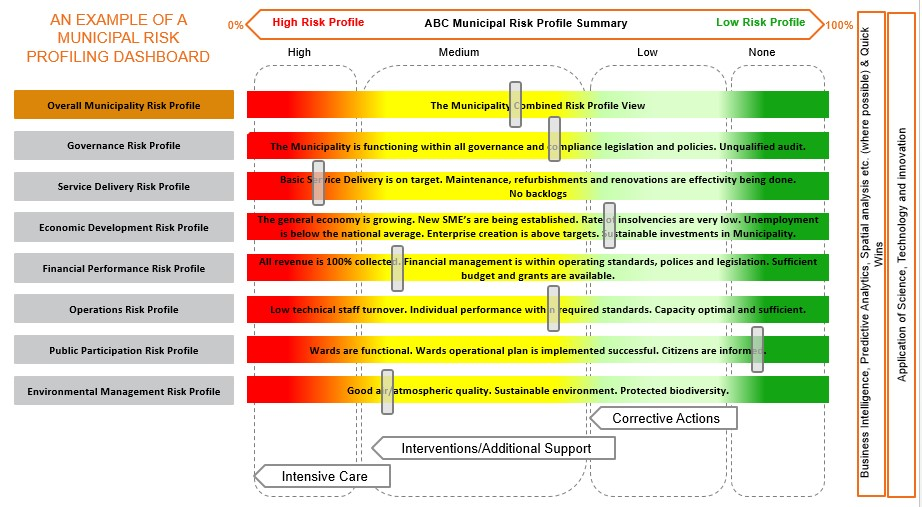 AN EXAMPLE OF A
MUNICIPAL RISK
PROFILING DASHBOARD
0%
High Risk Profile
ABC Municipal Risk Profile Summary
Low Risk Profile
100%
High
Medium
Low
None
Overall Municipality Risk Profile
The Municipality Combined Risk Profile View
Governance Risk Profile
The Municipality is functioning within all governance and compliance legislation and policies. Unqualified audit.
Service Delivery Risk Profile
Basic Service Delivery is on target. Maintenance, refurbishments and renovations are effectivity being done.
No backlogs
Economic Development Risk Profile
The general economy is growing. New SME's are being established. Rate of insolvencies are very low. Unemployment
is below the national average. Enterprise creation is above targets. Sustainable investments in Municipality.
Financial Performance Risk Profile
All revenue is 100% collected. Financial management is within operating standards, polices and legislation. Sufficient
budget and grants are available.
Operations Risk Profile
Low technical staff turnover. Individual performance within required standards. Capacity optimal and sufficient.
Public Participation Risk Profile
Wards are functional. Wards operational plan is implemented successful. Citizens are informed.
Environmental Management Risk Profile
Good air/atmospheric quality. Sustainable environment. Protected biodiversity.
Corrective Actions
Interventions/Additional Support
Intensive Care
Business Intelligence, Predictive Analytics, Spatial analysis etc. (where possible) & Quick
Wins
Application of Science, Technology and innovation